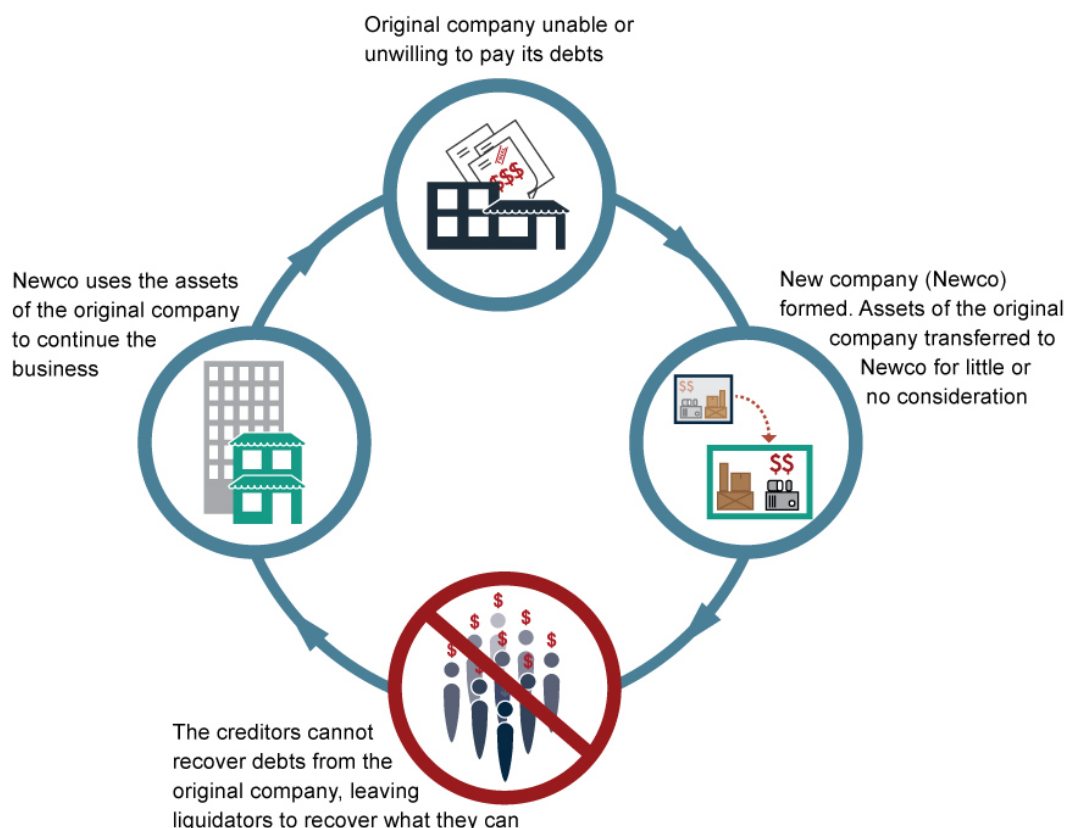 Original company unable or
unwilling to pay its debts
$$$
Newco uses the assets
of the original company
to continue the
business
New company (Newco)
formed. Assets of the original
company transferred to
Newco for little or
no consideration
$$
$$
$
$ $
$ $ $
$ $
The creditors cannot
recover debts from the
original company, leaving
liquidators to recover what they can